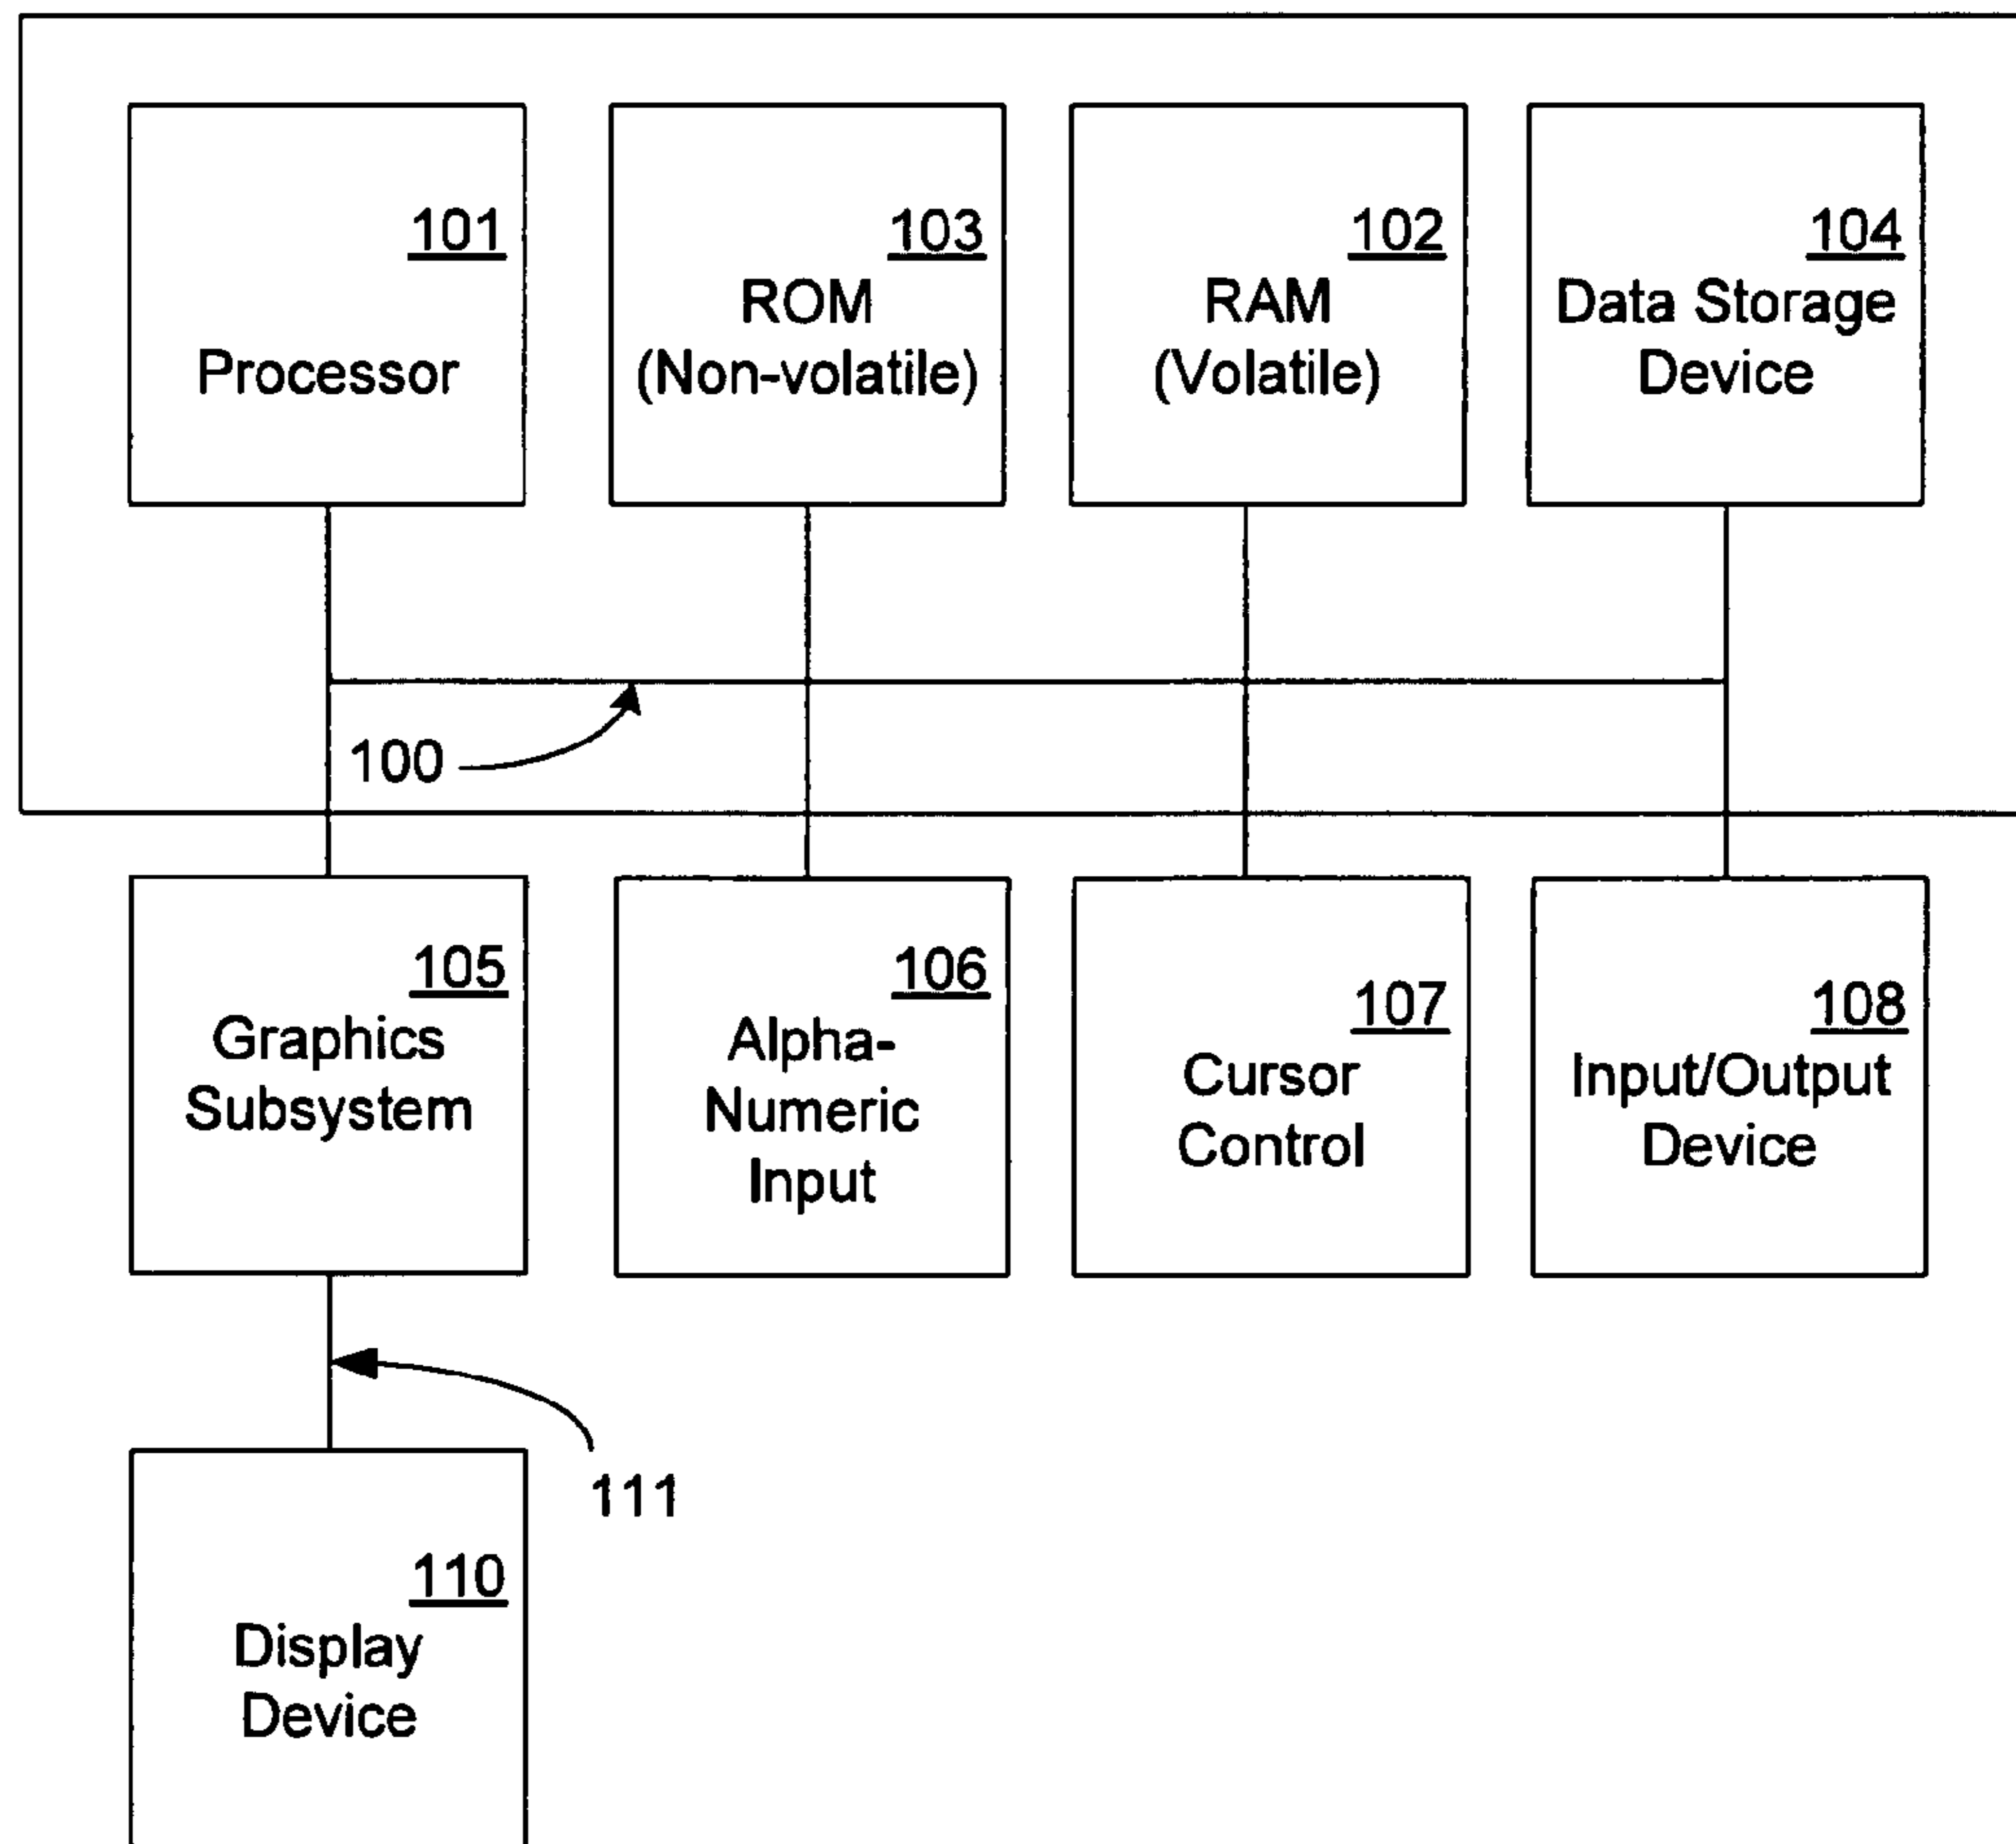 101
Processor
103
ROM
(Non-volatile)
102
RAM
(Volatile)
104
Data Storage
Device
100
105
Graphics
Subsystem
106
Alpha-
Numeric
Input
107
Cursor
Control
108
Input/Output
Device
111
110
Display
Device